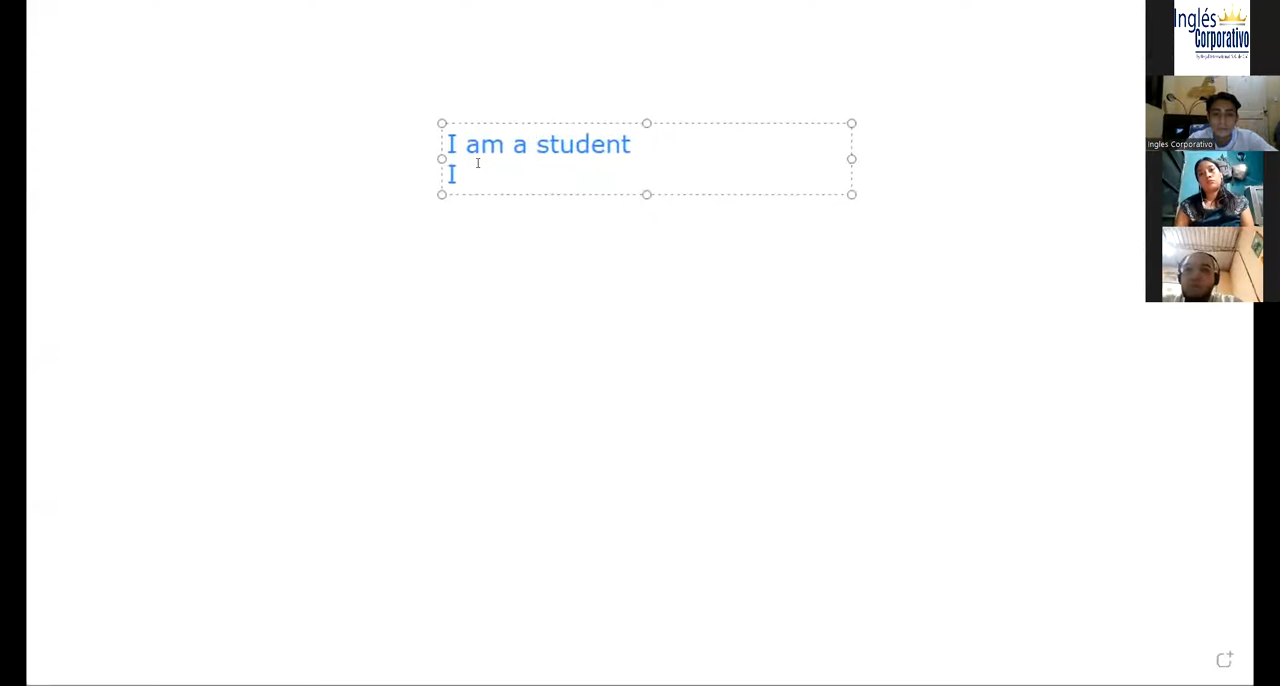 I am a student
I
Inglés
Corporativo
Ingles Corporativo